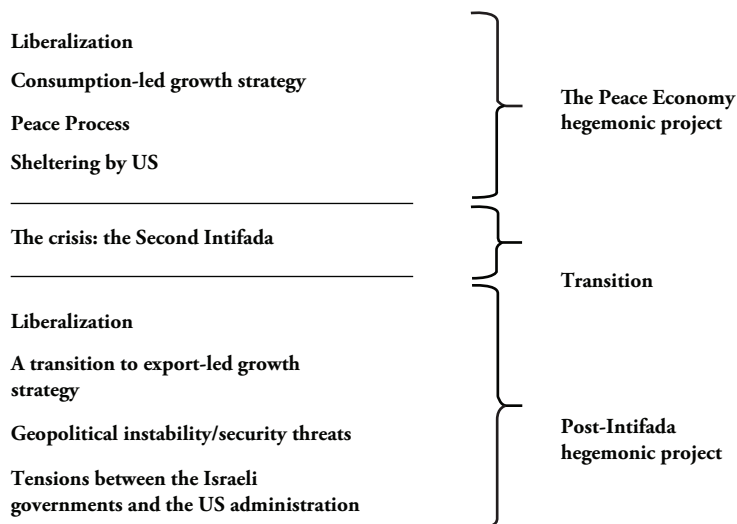 Liberalization
Consumption-led growth strategy
Peace Process
Sheltering by US
The Peace Economy
hegemonic project
The crisis: the Second Intifada
Transition
Liberalization
A transition to export-led growth
strategy
Geopolitical instability/security threats
Tensions between the Israeli
governments and the US administration
Post-Intifada
hegemonic project